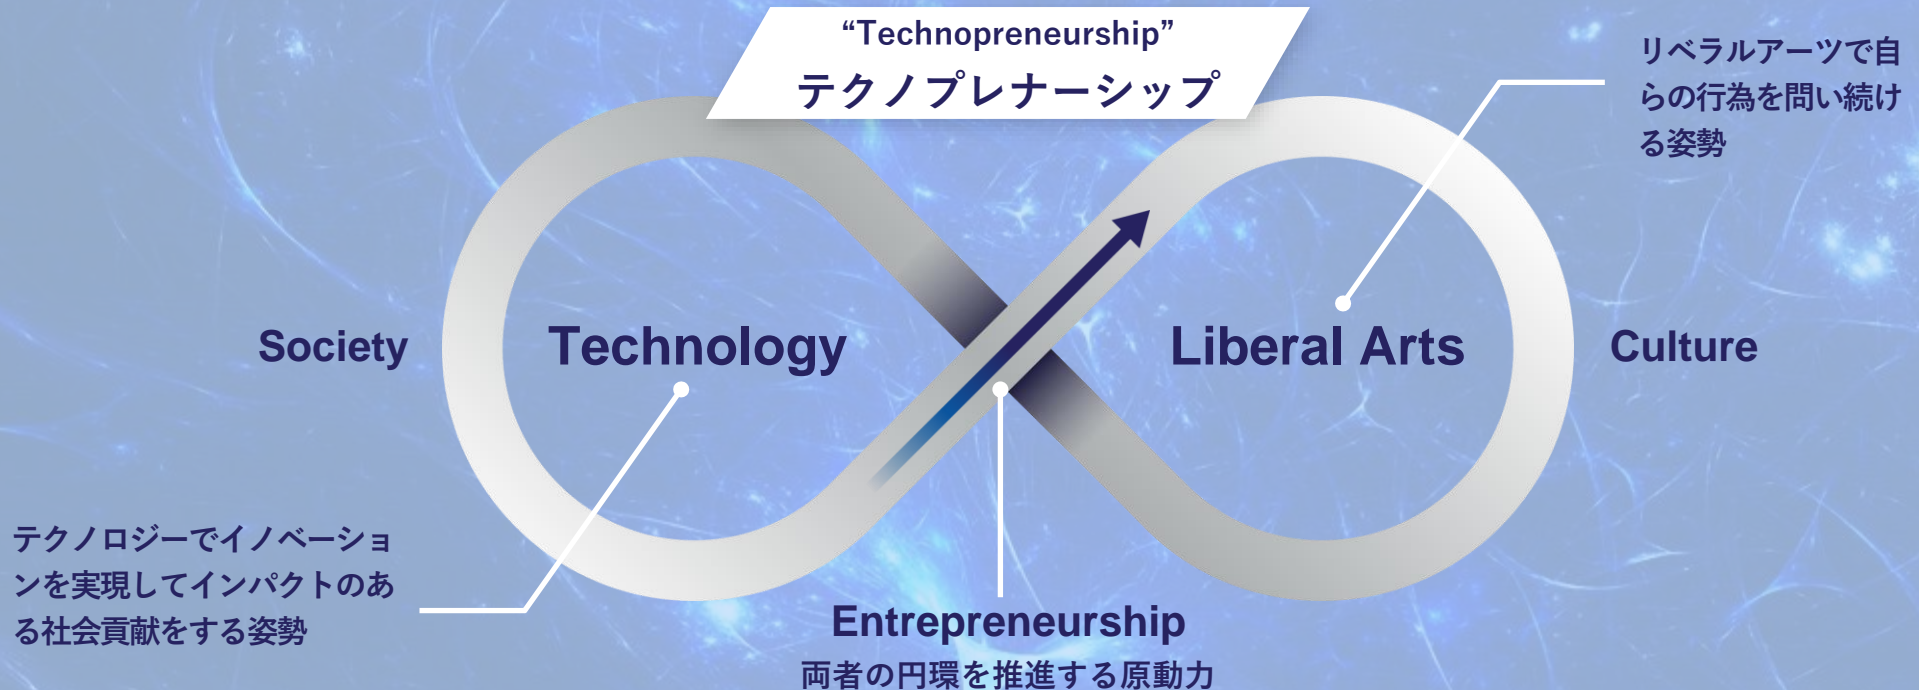 “Technopreneurship”
テクノプレナーシップ
リベラルアーツで自
らの行為を問い続け
る姿勢
Society
Technology
Liberal Arts
Culture
テクノロジーでイノベーショ
ンを実現してインパクトのあ
る社会貢献をする姿勢
Entrepreneurship
両者の円環を推進する原動力